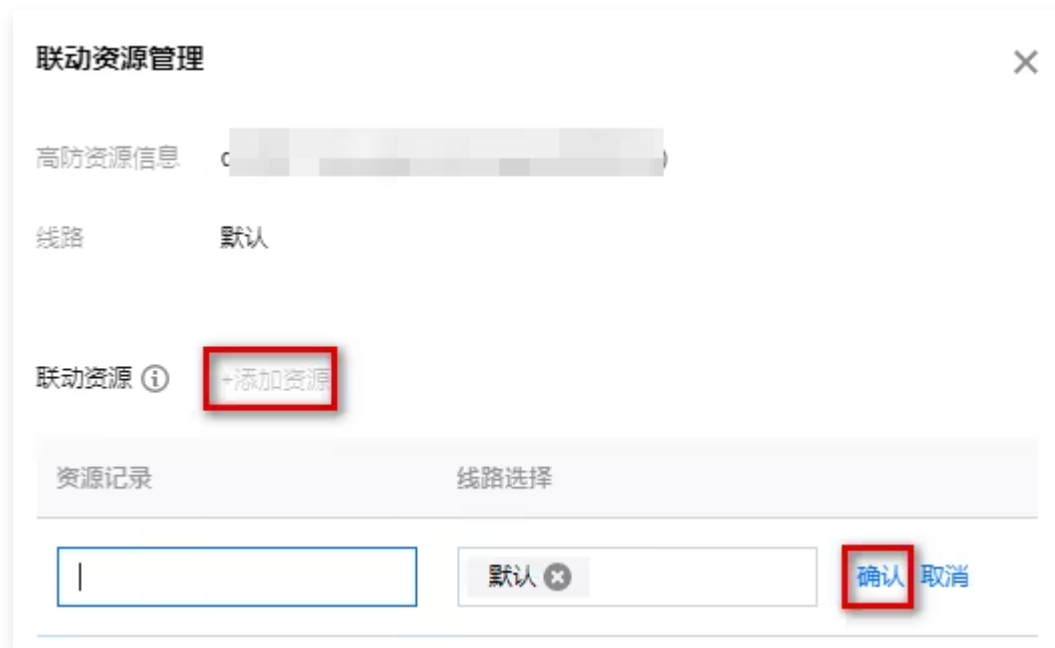 联动资源管理
高防资源信息
线路 默认
联动资源 +添加资源
资源记录 线路选择
默认 确认 取消